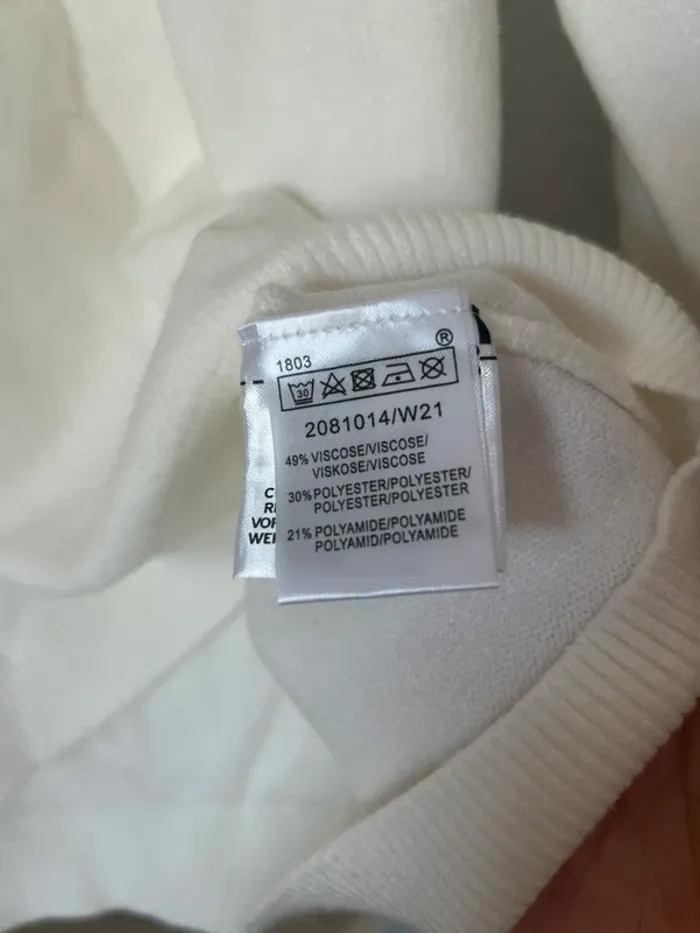 ®
1803
30
2081014/W21
49% VISCOSE/VISCOSE/
VISKOSE/VISCOSE
30% POLYESTER/POLYESTER/
POLYESTER/POLYESTER
21% POLYAMIDE/POLYAMIDE
POLYAMID/POLYAMIDE